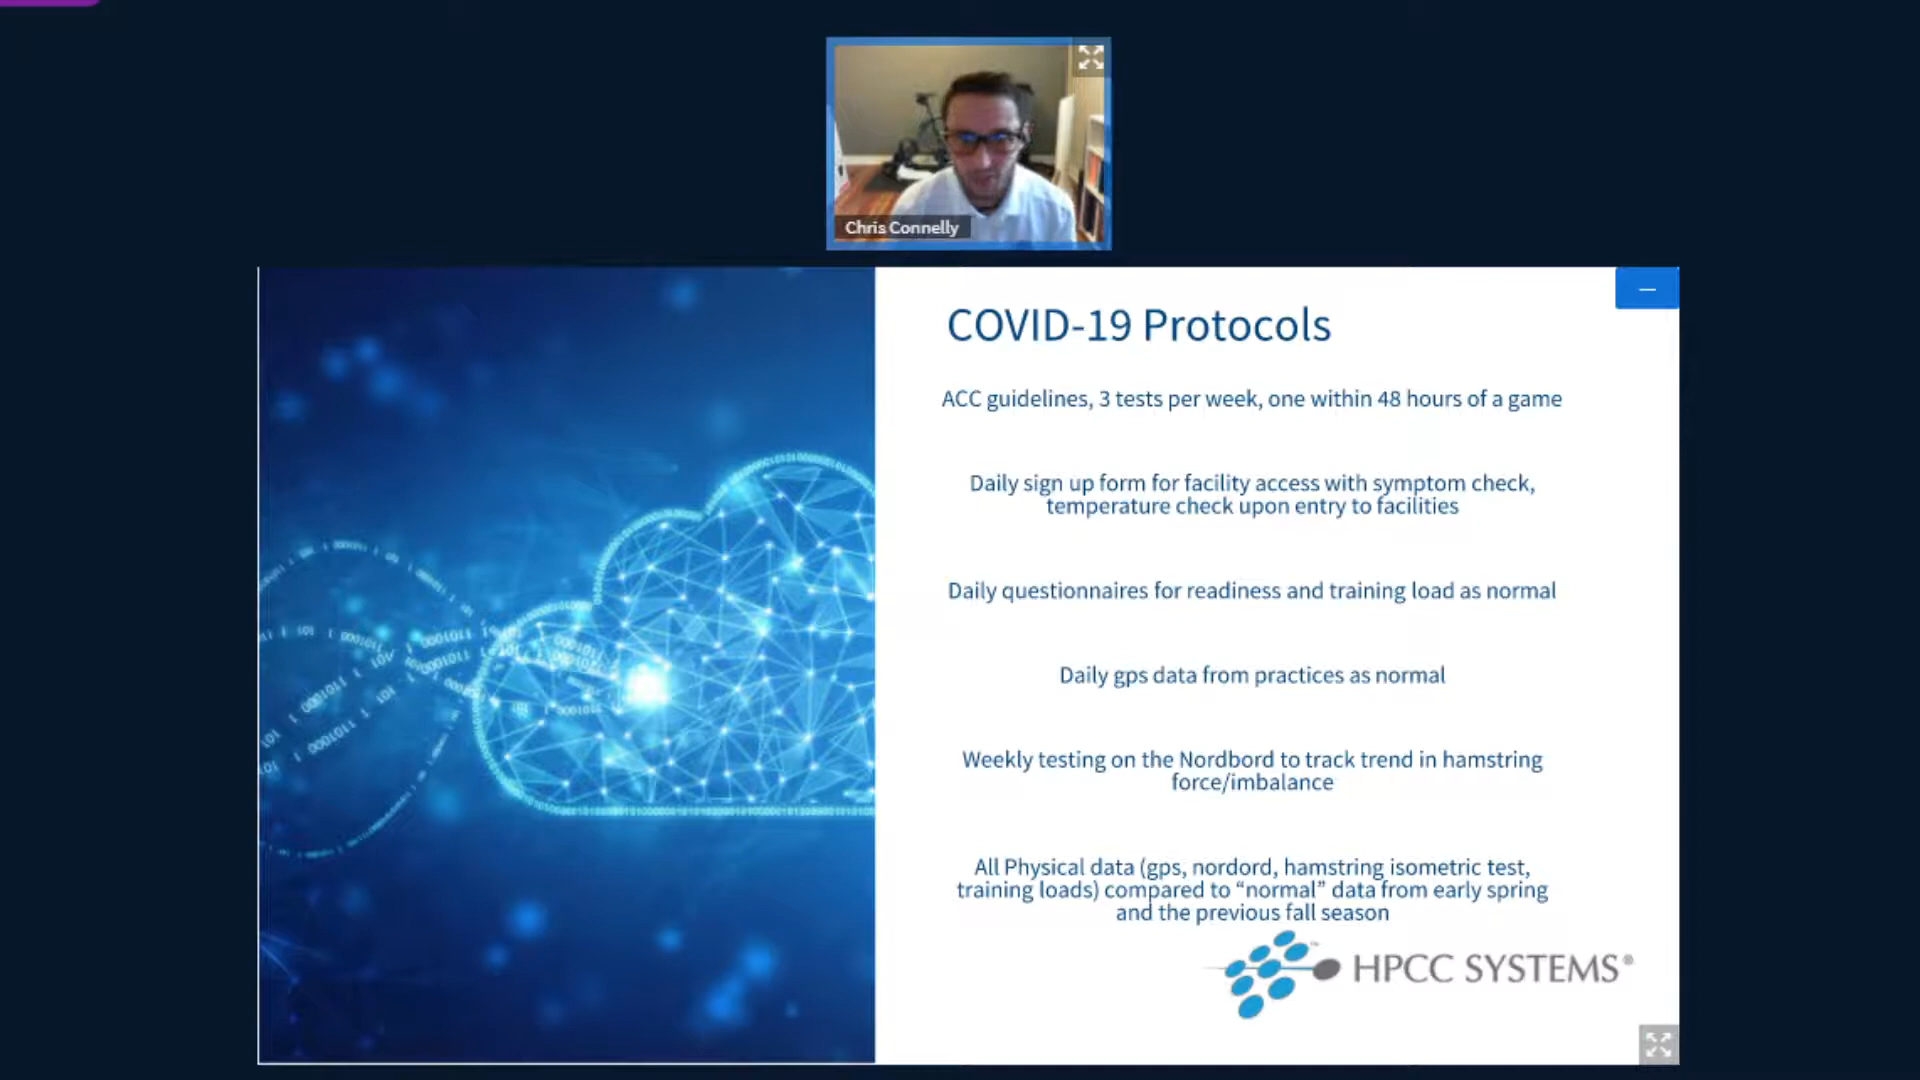 Chris Connelly
COVID-19 Protocols
ACC guidelines, 3 tests per week, one within 48 hours of a game
Daily sign up form for facility access with symptom check,
temperature check upon entry to facilities
Daily questionnaires for readiness and training load as normal
Daily gps data from practices as normal
Weekly testing on the Nordbord to track trend in hamstring
force/imbalance
All Physical data (gps, nordord, hamstring isometric test,
training loads) compared to “normal” data from early spring
and the previous fall season
HPCC SYSTEMS®